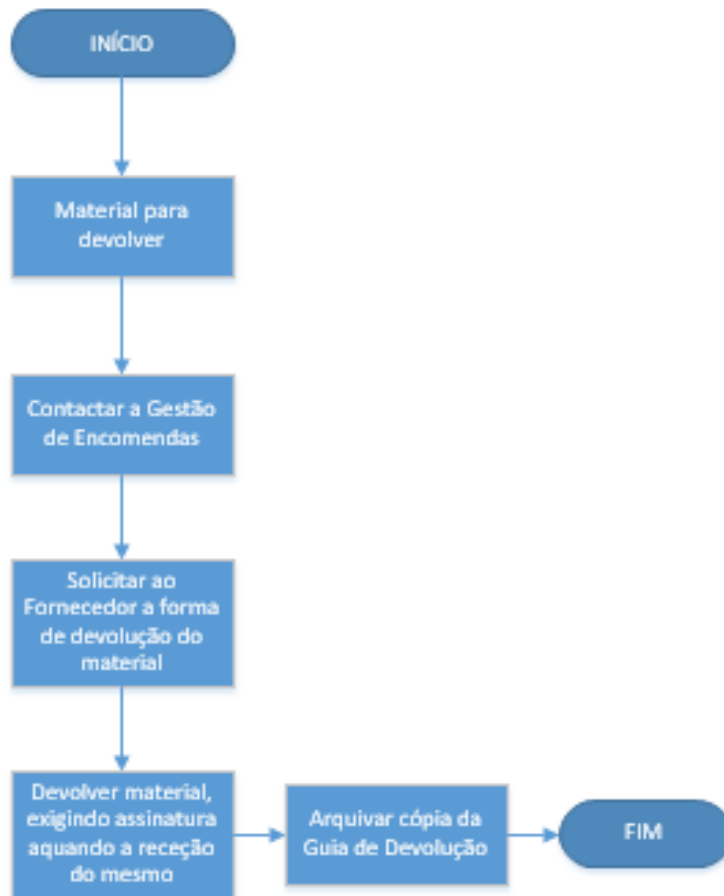 INÍCIO
Material para
devolver
Contactar a Gestão
de Encomendas
Solicitar ao
Fornecedor a forma
de devolução do
material
Devolver material,
exigindo assinatura
aquando a receção
do mesmo
Arquivar cópia da
Guia de Devolução
FIM